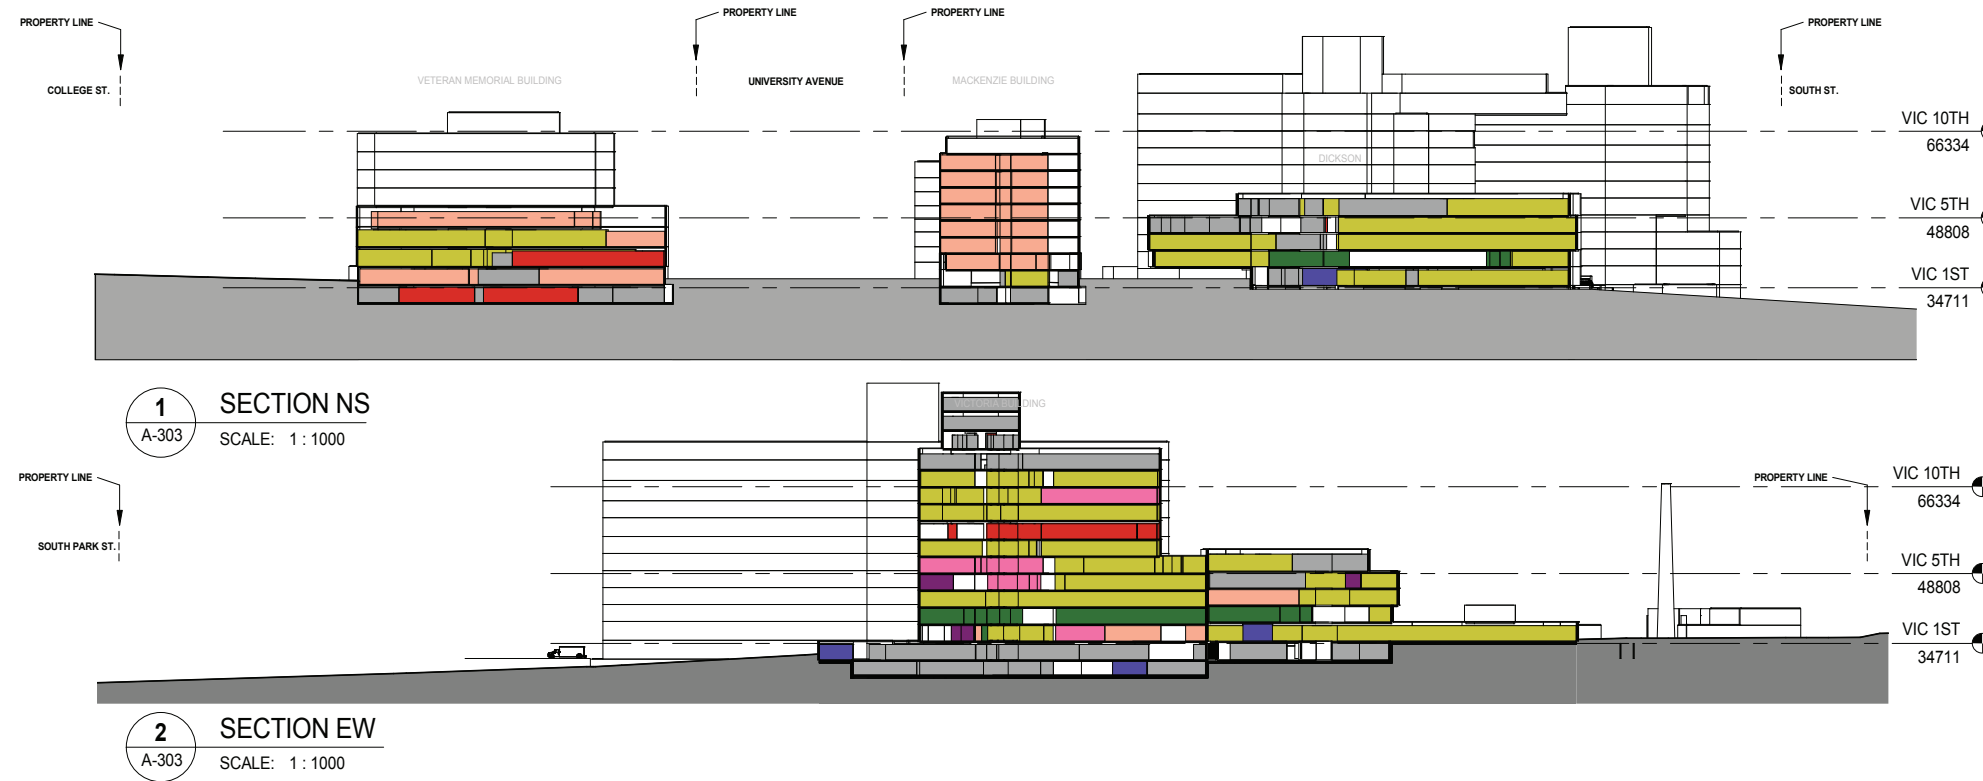 PROPERTY LINE
PROPERTY LINE
PROPERTY LINE
PROPERTY LINE
COLLEGE ST.
VETERAN MEMORIAL BUILDING
UNIVERSITY AVENUE
MACKENZIE BUILDING
SOUTH ST.
DICKSON
VIC 10TH
66334
VIC 5TH
48808
VIC 1ST
34711
1
A-303
SECTION NS
SCALE: 1 : 1000
VICTORIA BUILDING
PROPERTY LINE
PROPERTY LINE
SOUTH PARK ST.
VIC 10TH
66334
VIC 5TH
48808
VIC 1ST
34711
2
A-303
SECTION EW
SCALE: 1 : 1000